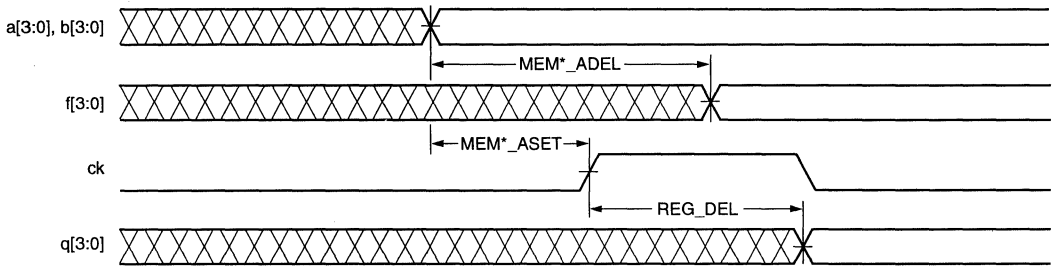 a[3:0], b[3:0]
MEM*_ADEL
f[3:0]
MEM*_ASET
ck
REG_DEL
q[3:0]